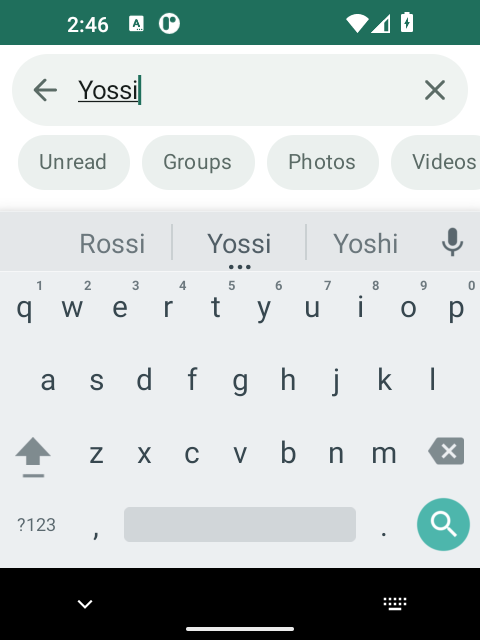 2:46 A
Yossi
Unread Groups Photos Videos
Rossi Yossi Yoshi
1 2 3 4 5 6 7 8 9 0
q w e r t y u i o p
a s d f g h j k l
z x c v b n m
?123 , .